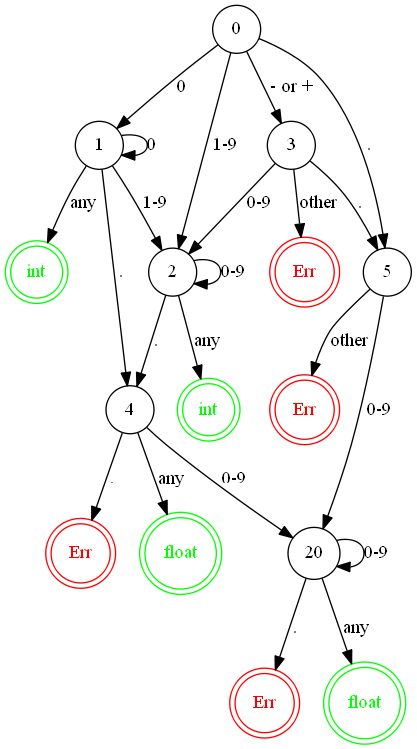 0
0
- or +
1-9
.
1
0
3
any
1-9
0-9
other
.
.
int
2
0-9
Err
5
.
any
other
0-9
4
int
Err
.
any
0-9
Err
float
20
0-9
.
any
Err
float